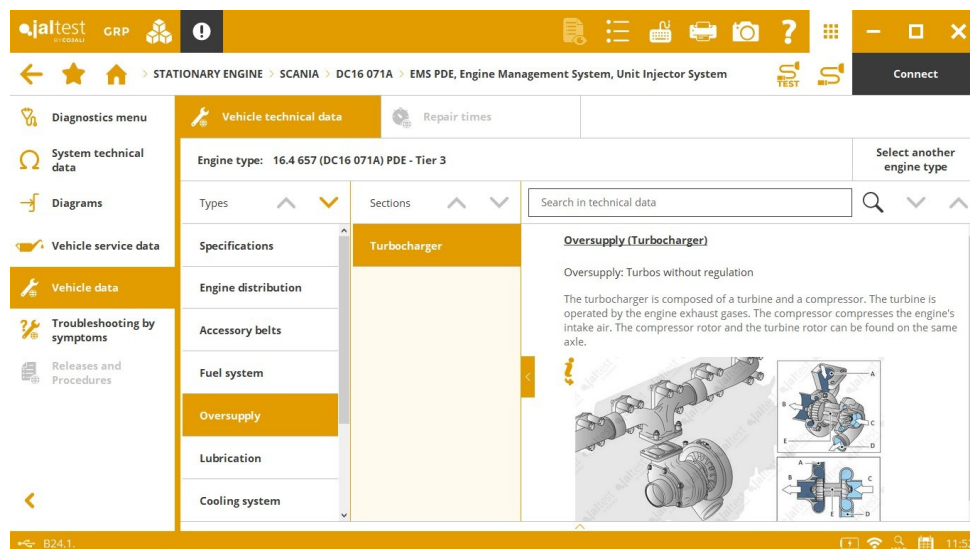 jaltest GRP
BY COJALI
STATIONARY ENGINE > SCANIA > DC16 071A > EMS PDE, Engine Management System, Unit Injector System
TEST
Connect
Diagnostics menu
System technical
data
Diagrams
Vehicle service data
Vehicle data
Troubleshooting by
symptoms
Releases and
Procedures
Vehicle technical data
Repair times
Engine type: 16.4 657 (DC16 071A) PDE - Tier 3
Select another
engine type
Types
Sections
Search in technical data
Specifications
Engine distribution
Accessory belts
Fuel system
Oversupply
Lubrication
Cooling system
Turbocharger
Oversupply (Turbocharger)
Oversupply: Turbos without regulation
The turbocharger is composed of a turbine and a compressor. The turbine is
operated by the engine exhaust gases. The compressor compresses the engine's
intake air. The compressor rotor and the turbine rotor can be found on the same
axle.
A
B
C
E
D
A
B
C
E
D
B24.1.